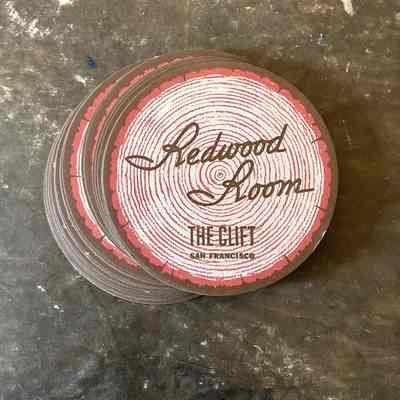 Redwood
Room
THE CLIFT
SAN FRANCISCO